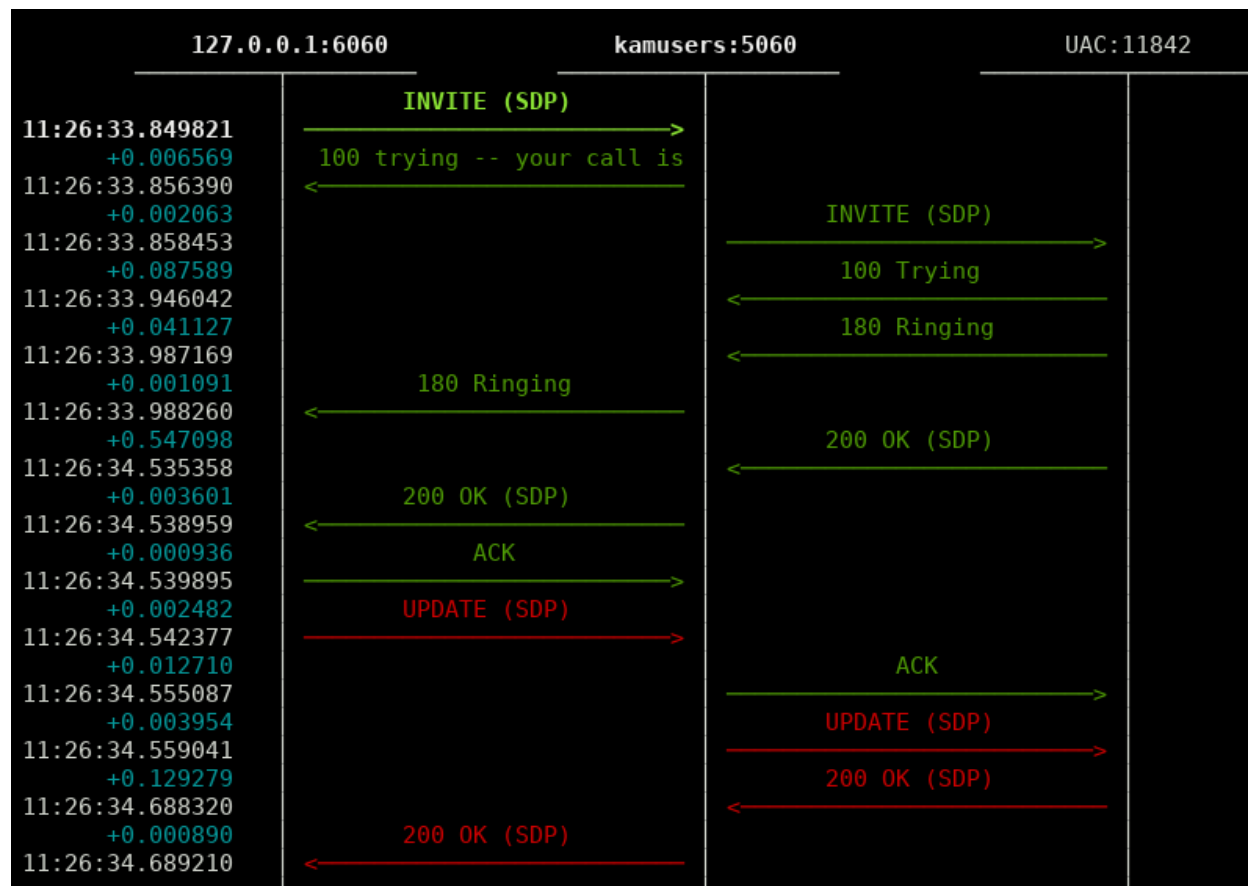 127.0.0.1:6060 kamusers:5060 UAC:11842
INVITE (SDP)
11:26:33.849821
+0.006569 100 trying -- your call is
11:26:33.856390
+0.002063 INVITE (SDP)
11:26:33.858453
+0.087589 100 Trying
11:26:33.946042
+0.041127 180 Ringing
11:26:33.987169
+0.001091 180 Ringing
11:26:33.988260
+0.547098 200 OK (SDP)
11:26:34.535358
+0.003601 200 OK (SDP)
11:26:34.538959
+0.000936 ACK
11:26:34.539895
+0.002482 UPDATE (SDP)
11:26:34.542377
+0.012710 ACK
11:26:34.555087
+0.003954 UPDATE (SDP)
11:26:34.559041
+0.129279 200 OK (SDP)
11:26:34.688320
+0.000890 200 OK (SDP)
11:26:34.689210